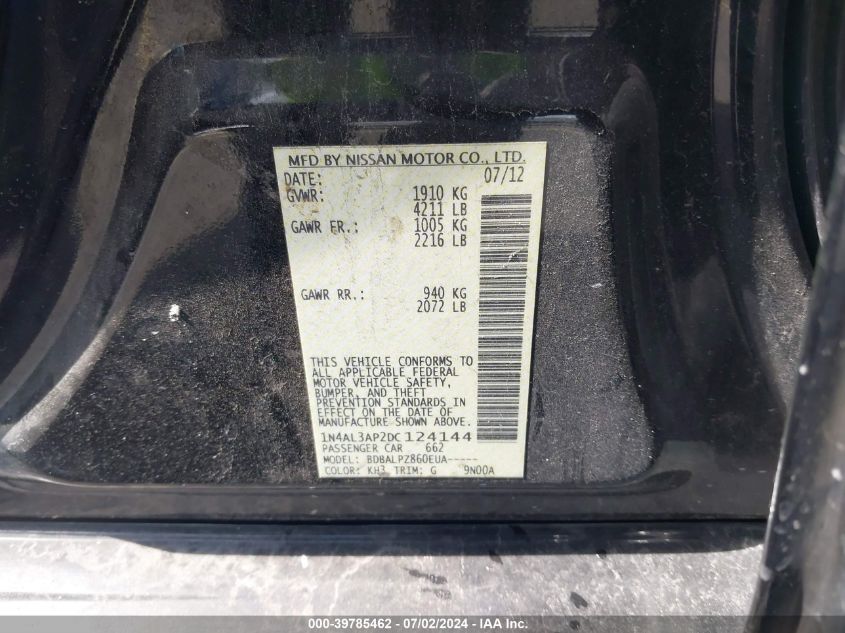 MFD BY NISSAN MOTOR CO., LTD.
DATE: 07/12
GVWR: 1910 KG
4211 LB
GAWR FR.: 1005 KG
2216 LB
GAWR RR.: 940 KG
2072 LB
THIS VEHICLE CONFORMS TO
ALL APPLICABLE FEDERAL
MOTOR VEHICLE SAFETY,
BUMPER, AND THEFT
PREVENTION STANDARDS IN
EFFECT ON THE DATE OF
MANUFACTURE SHOWN ABOVE.
1N4AL3AP2DC124144
PASSENGER CAR 662
MODEL: BDBALPZ860EUA-----
COLOR: KH3 TRIM: G 9N00A
000-39785462 - 07/02/2024 - IAA Inc.